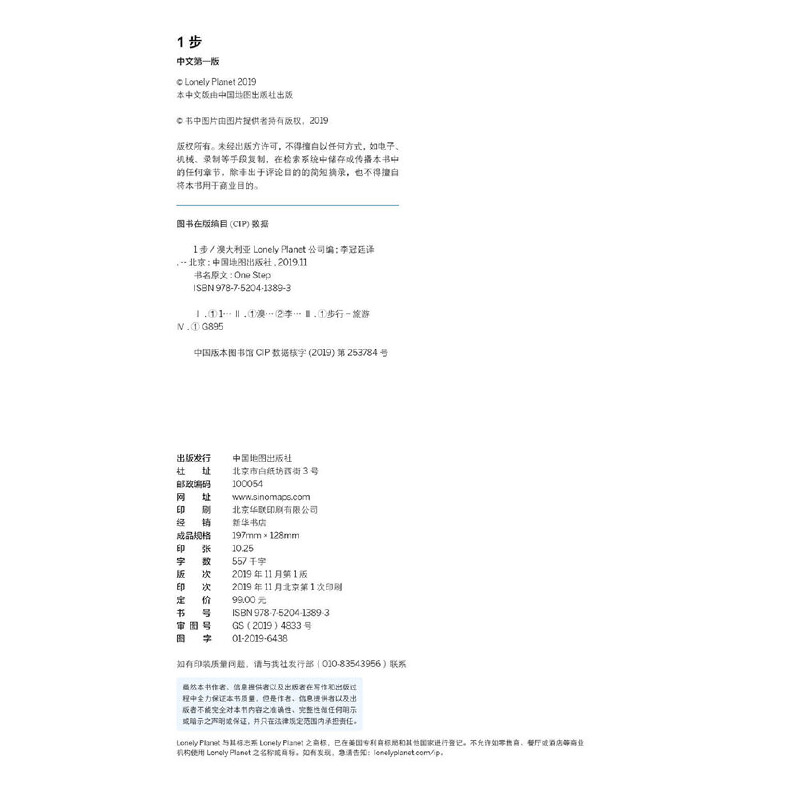 1 步
中文第一版
© Lonely Planet 2019
本中文版由中国地图出版社出版
© 书中图片由图片提供者持有版权，2019
版权所有。未经出版方许可，不得擅自以任何方式，如电子、
机械、录制等手段复制，在检索系统中储存或传播本书中
的任何章节，除非出于评论目的的简短摘录，也不得擅自
将本书用于商业目的。
图书在版编目 (CIP) 数据
1 步 / 澳大利亚 Lonely Planet 公司编；李冠廷译
. -- 北京：中国地图出版社，2019.11
书名原文：One Step
ISBN 978-7-5204-1389-3
Ⅰ . ① 1… Ⅱ . ①澳… ②李… Ⅲ . ①步行－旅游
Ⅳ . ① G895
中国版本图书馆 CIP 数据核字 (2019) 第 253784 号
出版发行 中国地图出版社
社 址 北京市白纸坊西街 3 号
邮政编码 100054
网 址 www.sinomaps.com
印 刷 北京华联印刷有限公司
经 销 新华书店
成品规格 197mm × 128mm
印 张 10.25
字 数 557 千字
版 次 2019 年 11 月第 1 版
印 次 2019 年 11 月北京第 1 次印刷
定 价 99.00 元
书 号 ISBN 978-7-5204-1389-3
审 图 号 GS（2019）4833 号
图 字 01-2019-6438
如有印装质量问题，请与我社发行部（010-83543956）联系
虽然本书作者、信息提供者以及出版者在写作和出版过
程中全力保证本书质量，但是作者、信息提供者以及出
版者不能完全对本书内容之准确性、完整性做任何明示
或暗示之声明或保证，并只在法律规定范围内承担责任。
Lonely Planet 与其标志系 Lonely Planet 之商标，已在美国专利商标局和其他国家进行登记。不允许如零售商、餐厅或酒店等商业
机构使用 Lonely Planet 之名称或商标。如有发现，急请告知：lonelyplanet.com/ip。